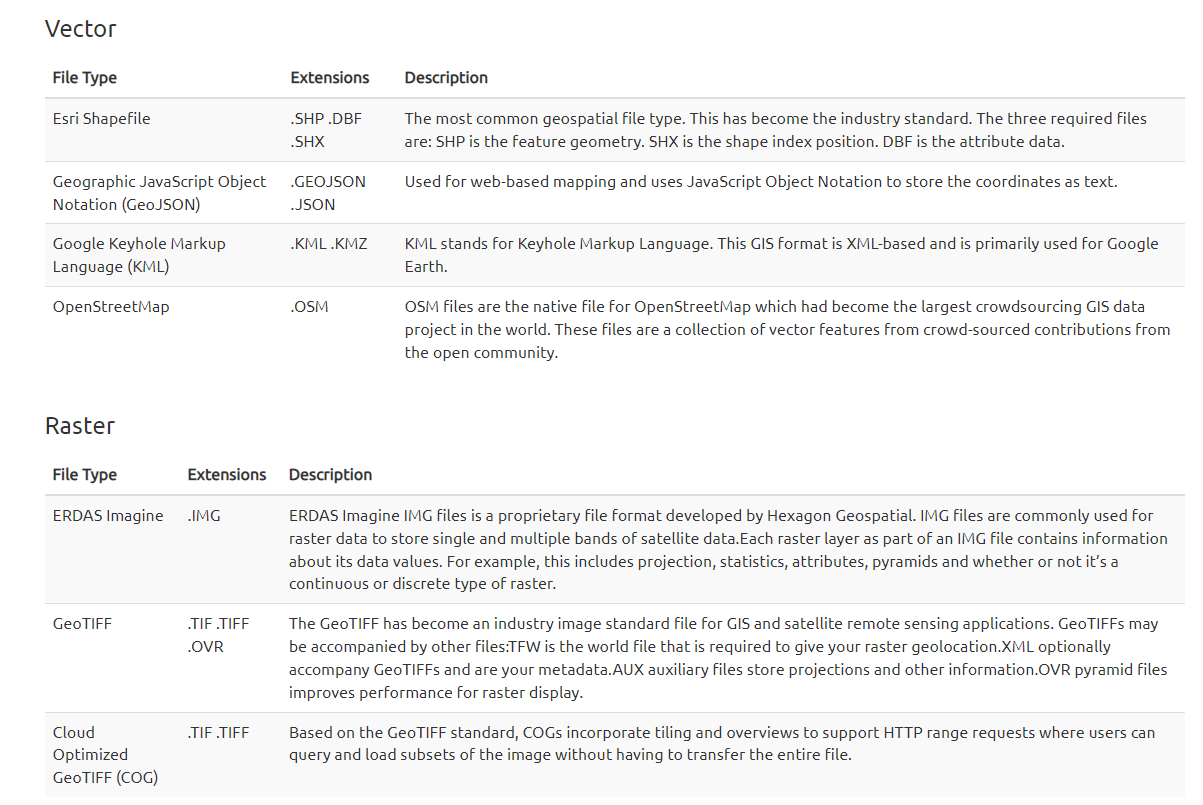 Vector
File Type Extensions Description
Esri Shapefile .SHP .DBF The most common geospatial file type. This has become the industry standard. The three required files
.SHX are: SHP is the feature geometry. SHX is the shape index position. DBF is the attribute data.
Geographic JavaScript Object .GEOJSON Used for web-based mapping and uses JavaScript Object Notation to store the coordinates as text.
Notation (GeoJSON) .JSON
Google Keyhole Markup .KML .KMZ KML stands for Keyhole Markup Language. This GIS format is XML-based and is primarily used for Google
Language (KML) Earth.
OpenStreetMap .OSM OSM files are the native file for OpenStreetMap which had become the largest crowdsourcing GIS data
project in the world. These files are a collection of vector features from crowd-sourced contributions from
the open community.
Raster
File Type Extensions Description
ERDAS Imagine .IMG ERDAS Imagine IMG files is a proprietary file format developed by Hexagon Geospatial. IMG files are commonly used for
raster data to store single and multiple bands of satellite data.Each raster layer as part of an IMG file contains information
about its data values. For example, this includes projection, statistics, attributes, pyramids and whether or not it’s a
continuous or discrete type of raster.
GeoTIFF .TIF .TIFF The GeoTIFF has become an industry image standard file for GIS and satellite remote sensing applications. GeoTIFFs may
.OVR be accompanied by other files:TFW is the world file that is required to give your raster geolocation.XML optionally
accompany GeoTIFFs and are your metadata.AUX auxiliary files store projections and other information.OVR pyramid files
improves performance for raster display.
Cloud .TIF .TIFF Based on the GeoTIFF standard, COGs incorporate tiling and overviews to support HTTP range requests where users can
Optimized query and load subsets of the image without having to transfer the entire file.
GeoTIFF (COG)